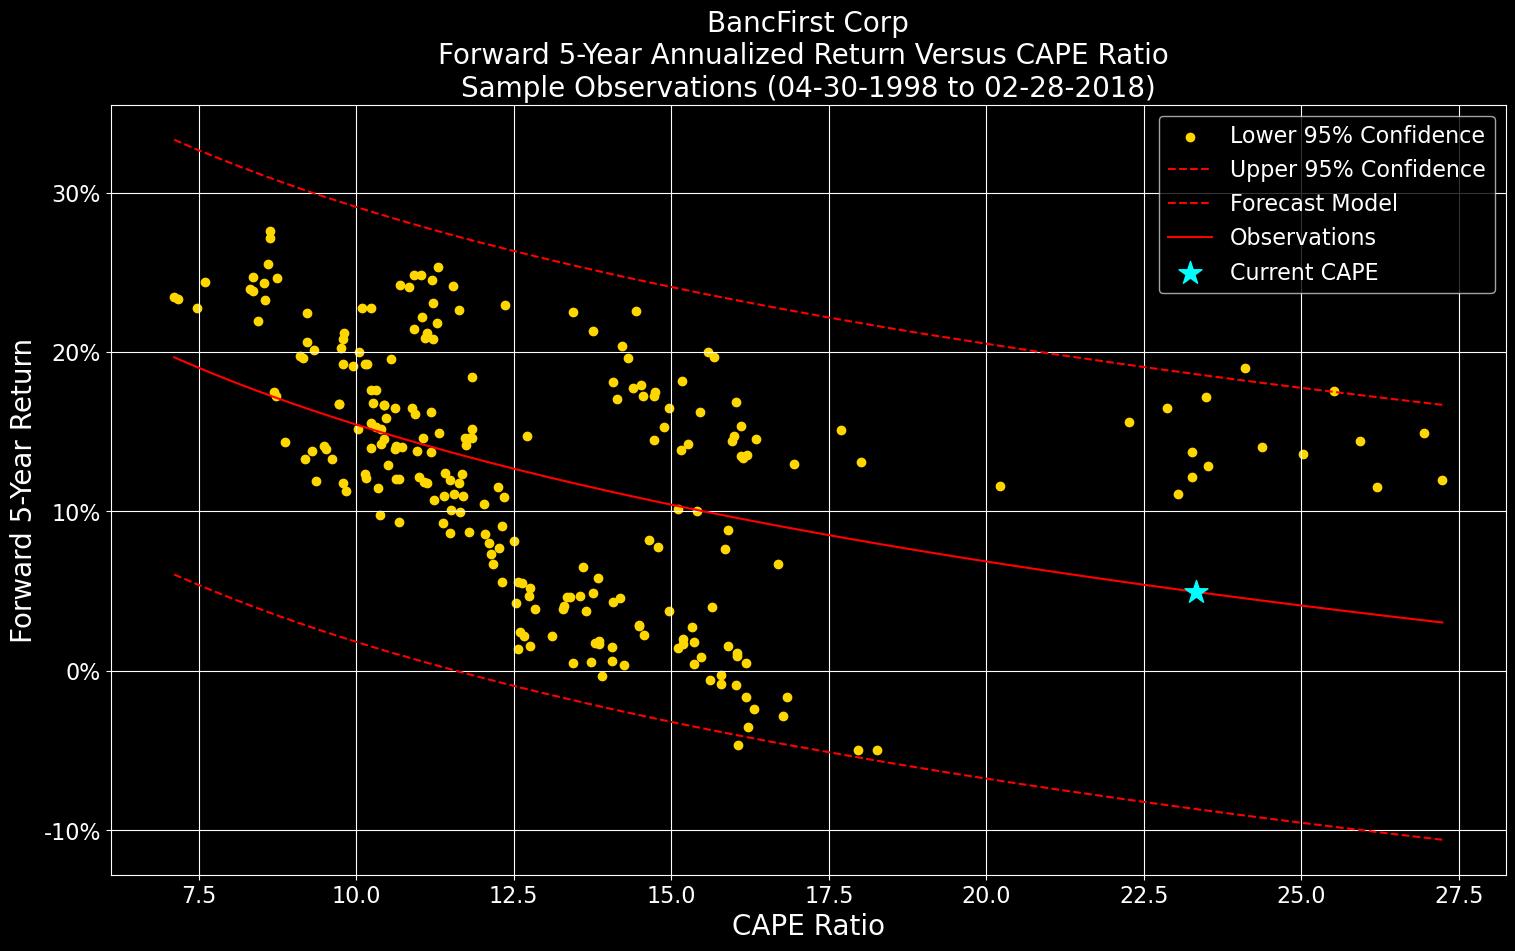 BancFirst Corp
Forward 5-Year Annualized Return Versus CAPE Ratio
Sample Observations (04-30-1998 to 02-28-2018)
Lower 95% Confidence
Upper 95% Confidence
Forecast Model
Observations
Current CAPE
Forward 5-Year Return
30%
20%
10%
0%
-10%
7.5 10.0 12.5 15.0 17.5 20.0 22.5 25.0 27.5
CAPE Ratio